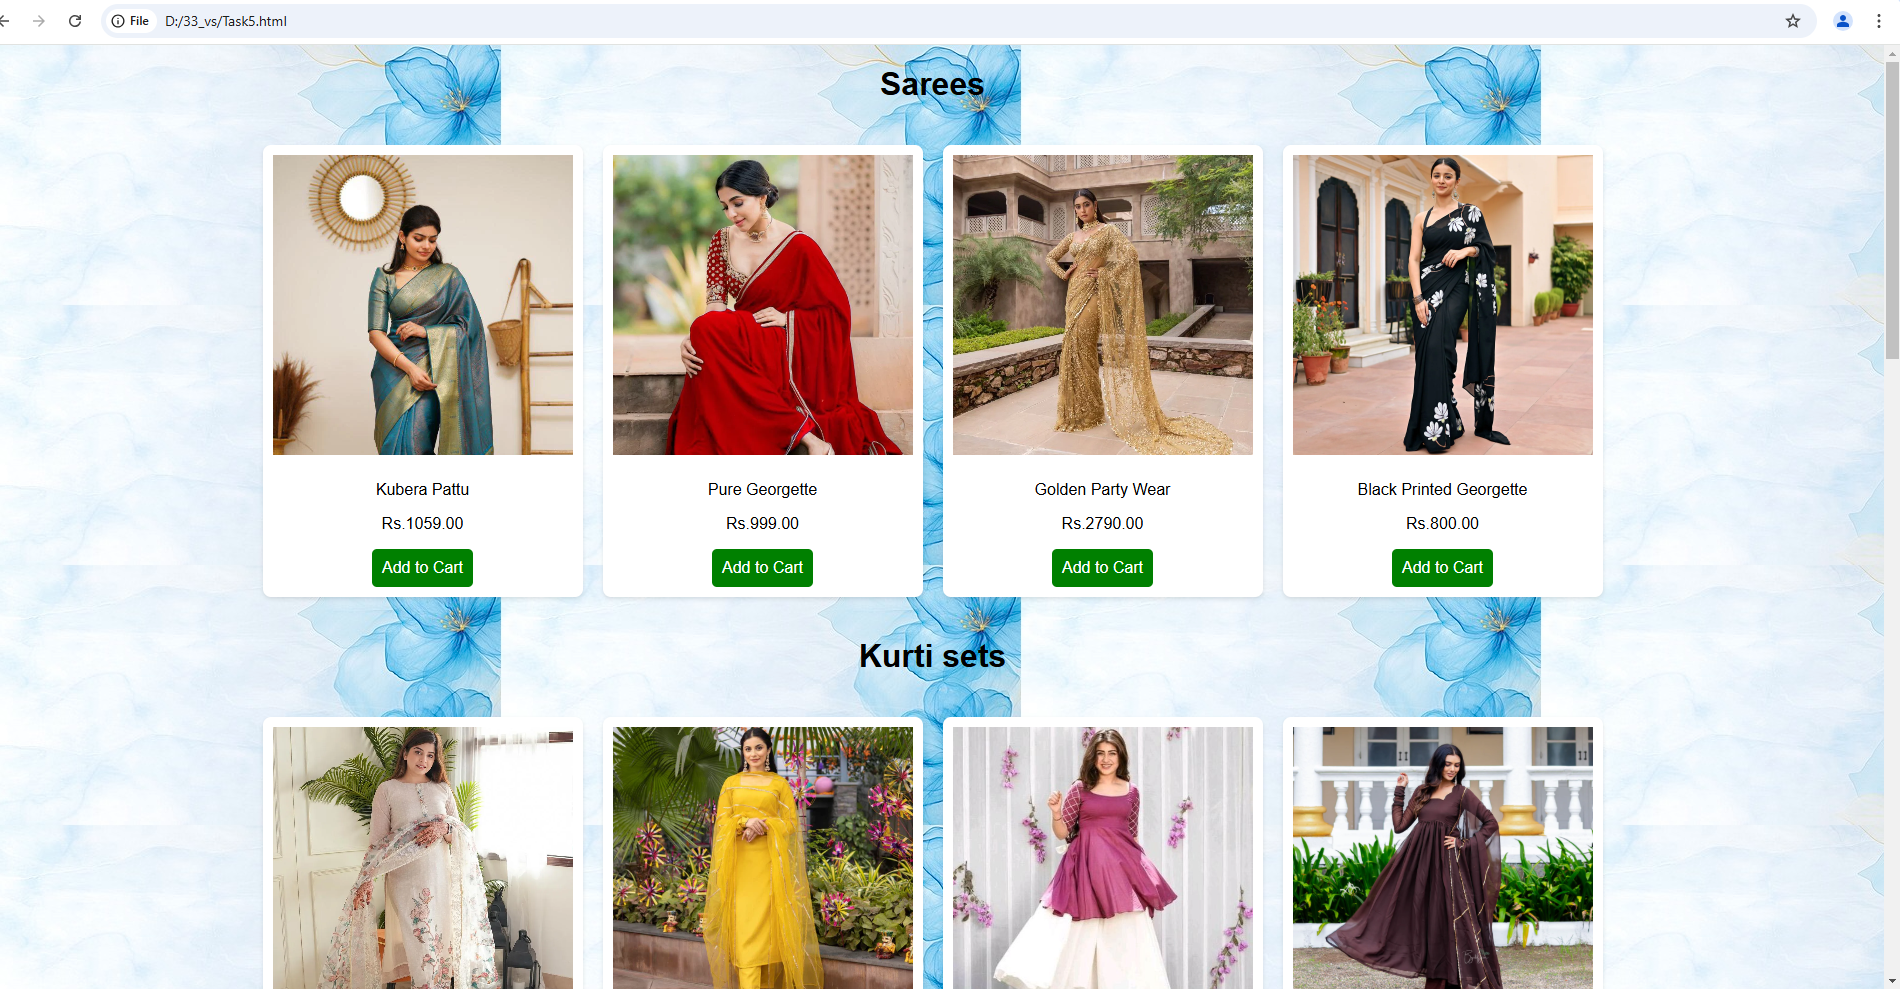 File D:/33_vs/Task5.html
Sarees
Kubera Pattu
Rs.1059.00
Add to Cart
Pure Georgette
Rs.999.00
Add to Cart
Golden Party Wear
Rs.2790.00
Add to Cart
Black Printed Georgette
Rs.800.00
Add to Cart
Kurti sets